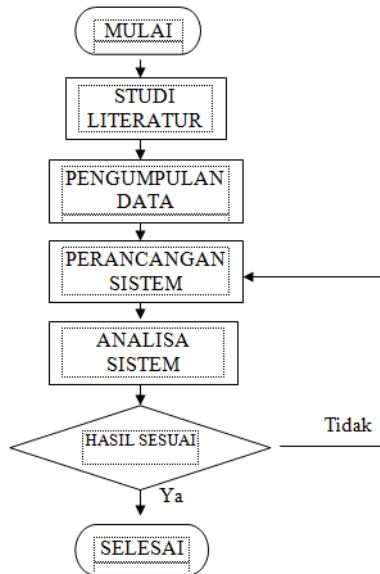 MULAI
STUDI
LITERATUR
PENGUMPULAN
DATA
PERANCANGAN
SISTEM
ANALISA
SISTEM
HASIL SESUAI
Tidak
Ya
SELESAI